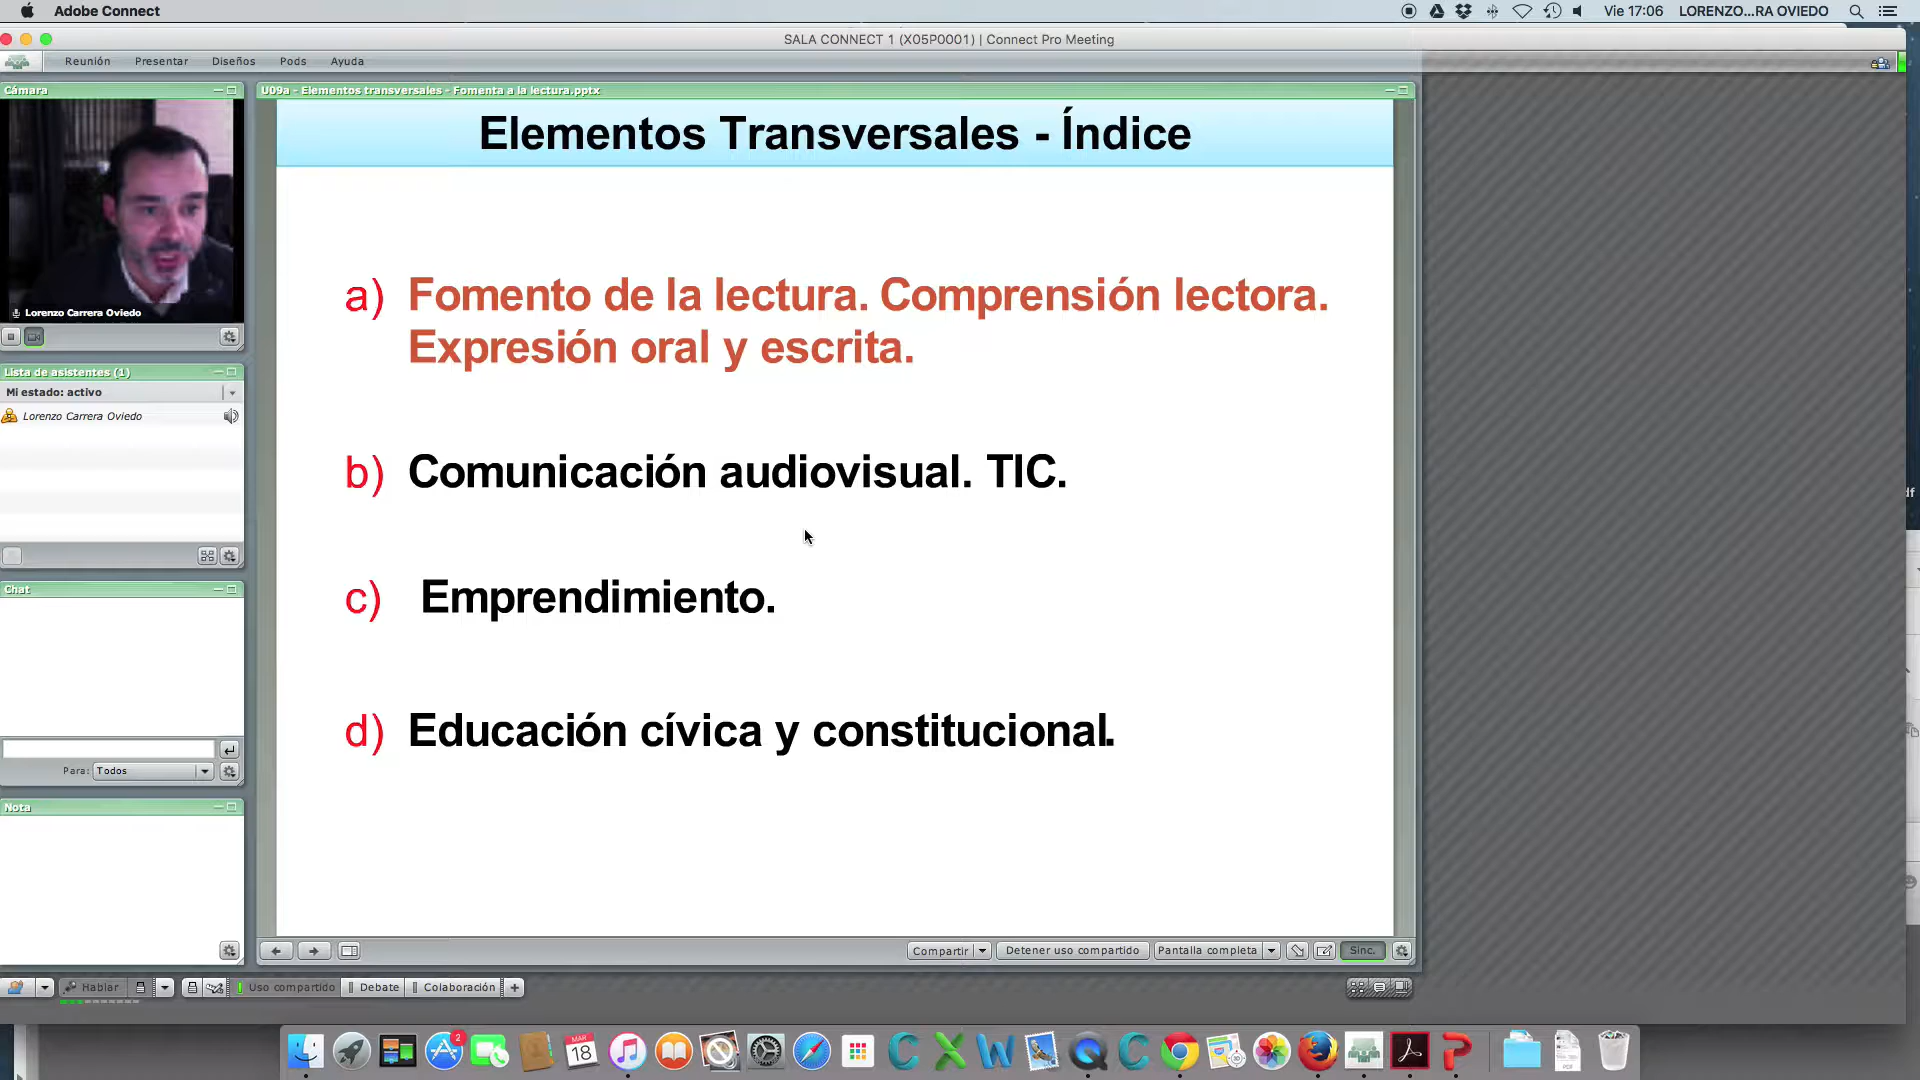 Adobe Connect
Vie 17:06 LORENZO...RA OVIEDO
SALA CONNECT 1 (X05P0001) | Connect Pro Meeting
Reunión Presentar Diseños Pods Ayuda
Cámara
Lorenzo Carrera Oviedo
Lista de asistentes (1)
Mi estado: activo
Lorenzo Carrera Oviedo
Chat
Para: Todos
Nota
U09a - Elementos transversales - Fomenta a la lectura.pptx
Elementos Transversales - Índice
a) Fomento de la lectura. Comprensión lectora.
Expresión oral y escrita.
b) Comunicación audiovisual. TIC.
c) Emprendimiento.
d) Educación cívica y constitucional.
df
Compartir Detener uso compartido Pantalla completa Sinc.
Hablar Uso compartido Debate Colaboración +
2
MAR
18